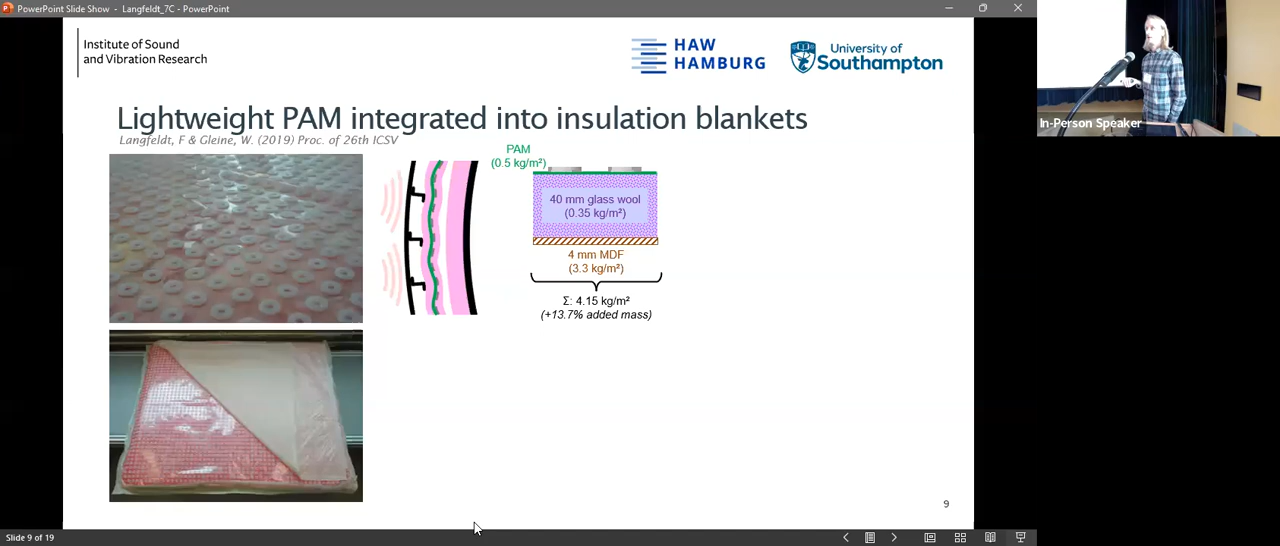 PowerPoint Slide Show - Langfeldt_7C - PowerPoint
Institute of Sound
and Vibration Research
HAW
HAMBURG
University of
Southampton
Lightweight PAM integrated into insulation blankets
Langfeldt, F & Gleine, W. (2019) Proc. of 26th ICSV
PAM
(0.5 kg/m²)
40 mm glass wool
(0.35 kg/m²)
4 mm MDF
(3.3 kg/m²)
Σ: 4.15 kg/m²
(+13.7% added mass)
9
In-Person Speaker
Slide 9 of 19